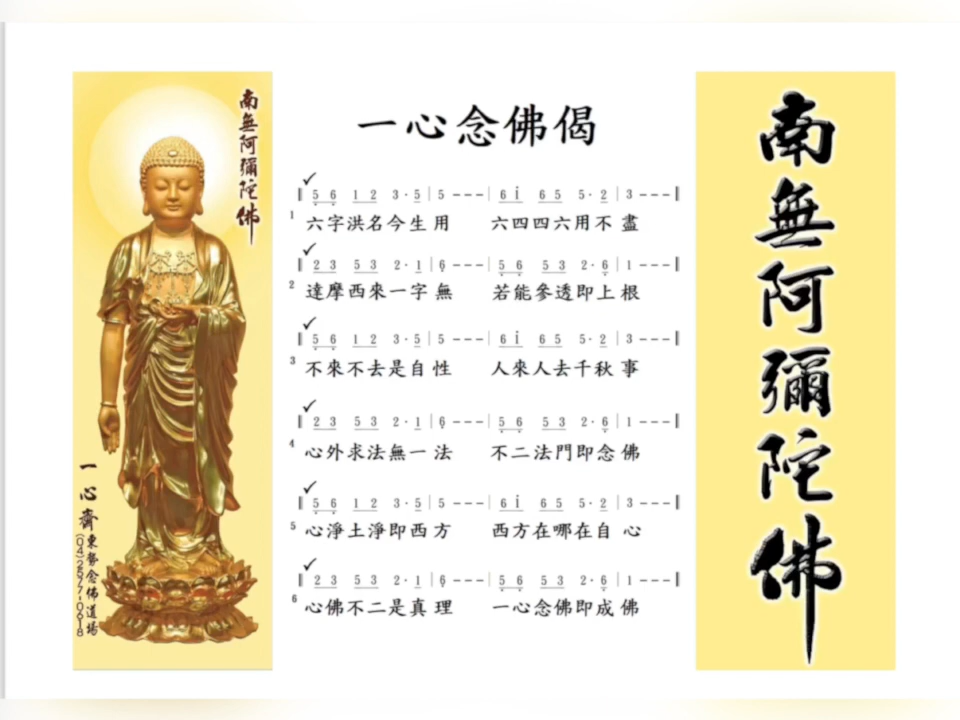 南無阿彌陀佛
一心齋
東勢念佛道場
(04)2577-0618
一心念佛偈
‖ 5 6 1 2 3·5 | 5 --- | 6 i 6 5 5·2 | 3 --- ‖
1 六字洪名今生用 六四四六用不盡
‖ 2 3 5 3 2·1 | 6 --- | 5 6 5 3 2·6 | 1 --- ‖
2 達摩西來一字無 若能參透即上根
‖ 5 6 1 2 3·5 | 5 --- | 6 i 6 5 5·2 | 3 --- ‖
3 不來不去是自性 人來人去千秋事
‖ 2 3 5 3 2·1 | 6 --- | 5 6 5 3 2·6 | 1 --- ‖
4 心外求法無一法 不二法門即念佛
‖ 5 6 1 2 3·5 | 5 --- | 6 i 6 5 5·2 | 3 --- ‖
5 心淨土淨即西方 西方在哪在自心
‖ 2 3 5 3 2·1 | 6 --- | 5 6 5 3 2·6 | 1 --- ‖
6 心佛不二是真理 一心念佛即成佛
南無阿彌陀佛